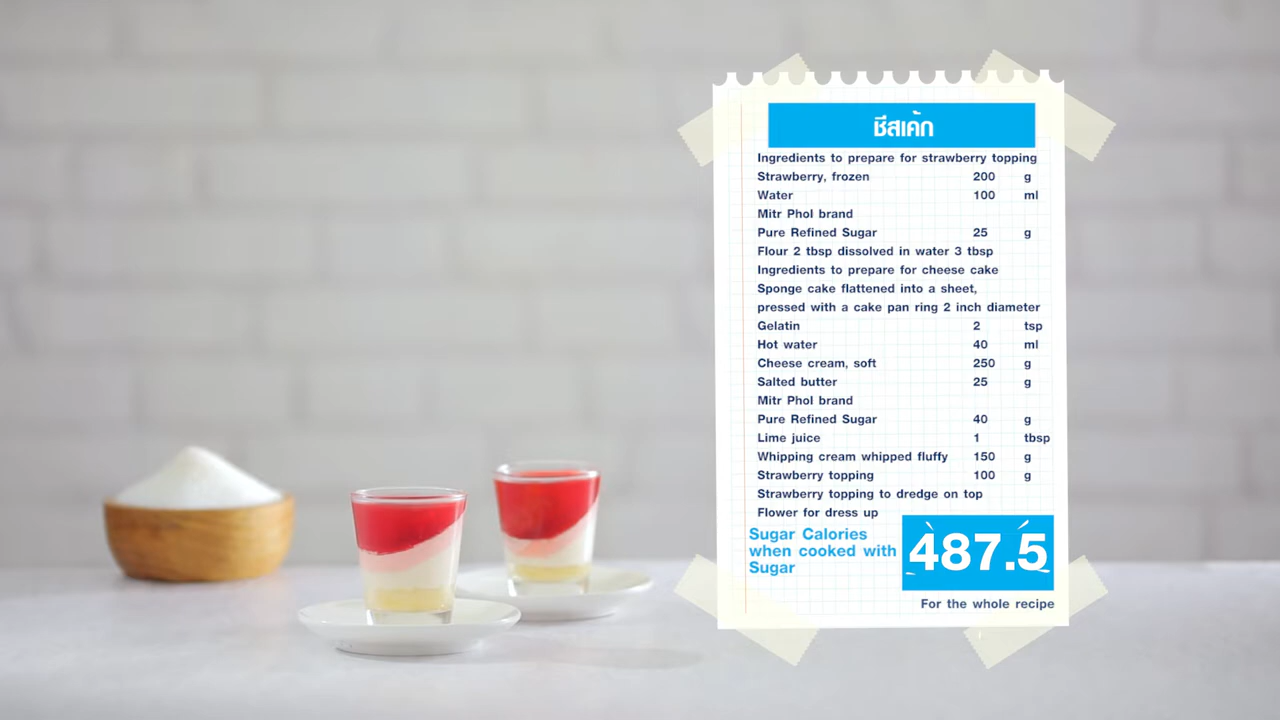 ชีสเค้ก
Ingredients to prepare for strawberry topping
Strawberry, frozen 200 g
Water 100 ml
Mitr Phol brand
Pure Refined Sugar 25 g
Flour 2 tbsp dissolved in water 3 tbsp
Ingredients to prepare for cheese cake
Sponge cake flattened into a sheet,
pressed with a cake pan ring 2 inch diameter
Gelatin 2 tsp
Hot water 40 ml
Cheese cream, soft 250 g
Salted butter 25 g
Mitr Phol brand
Pure Refined Sugar 40 g
Lime juice 1 tbsp
Whipping cream whipped fluffy 150 g
Strawberry topping 100 g
Strawberry topping to dredge on top
Flower for dress up
Sugar Calories
when cooked with
Sugar
487.5
For the whole recipe